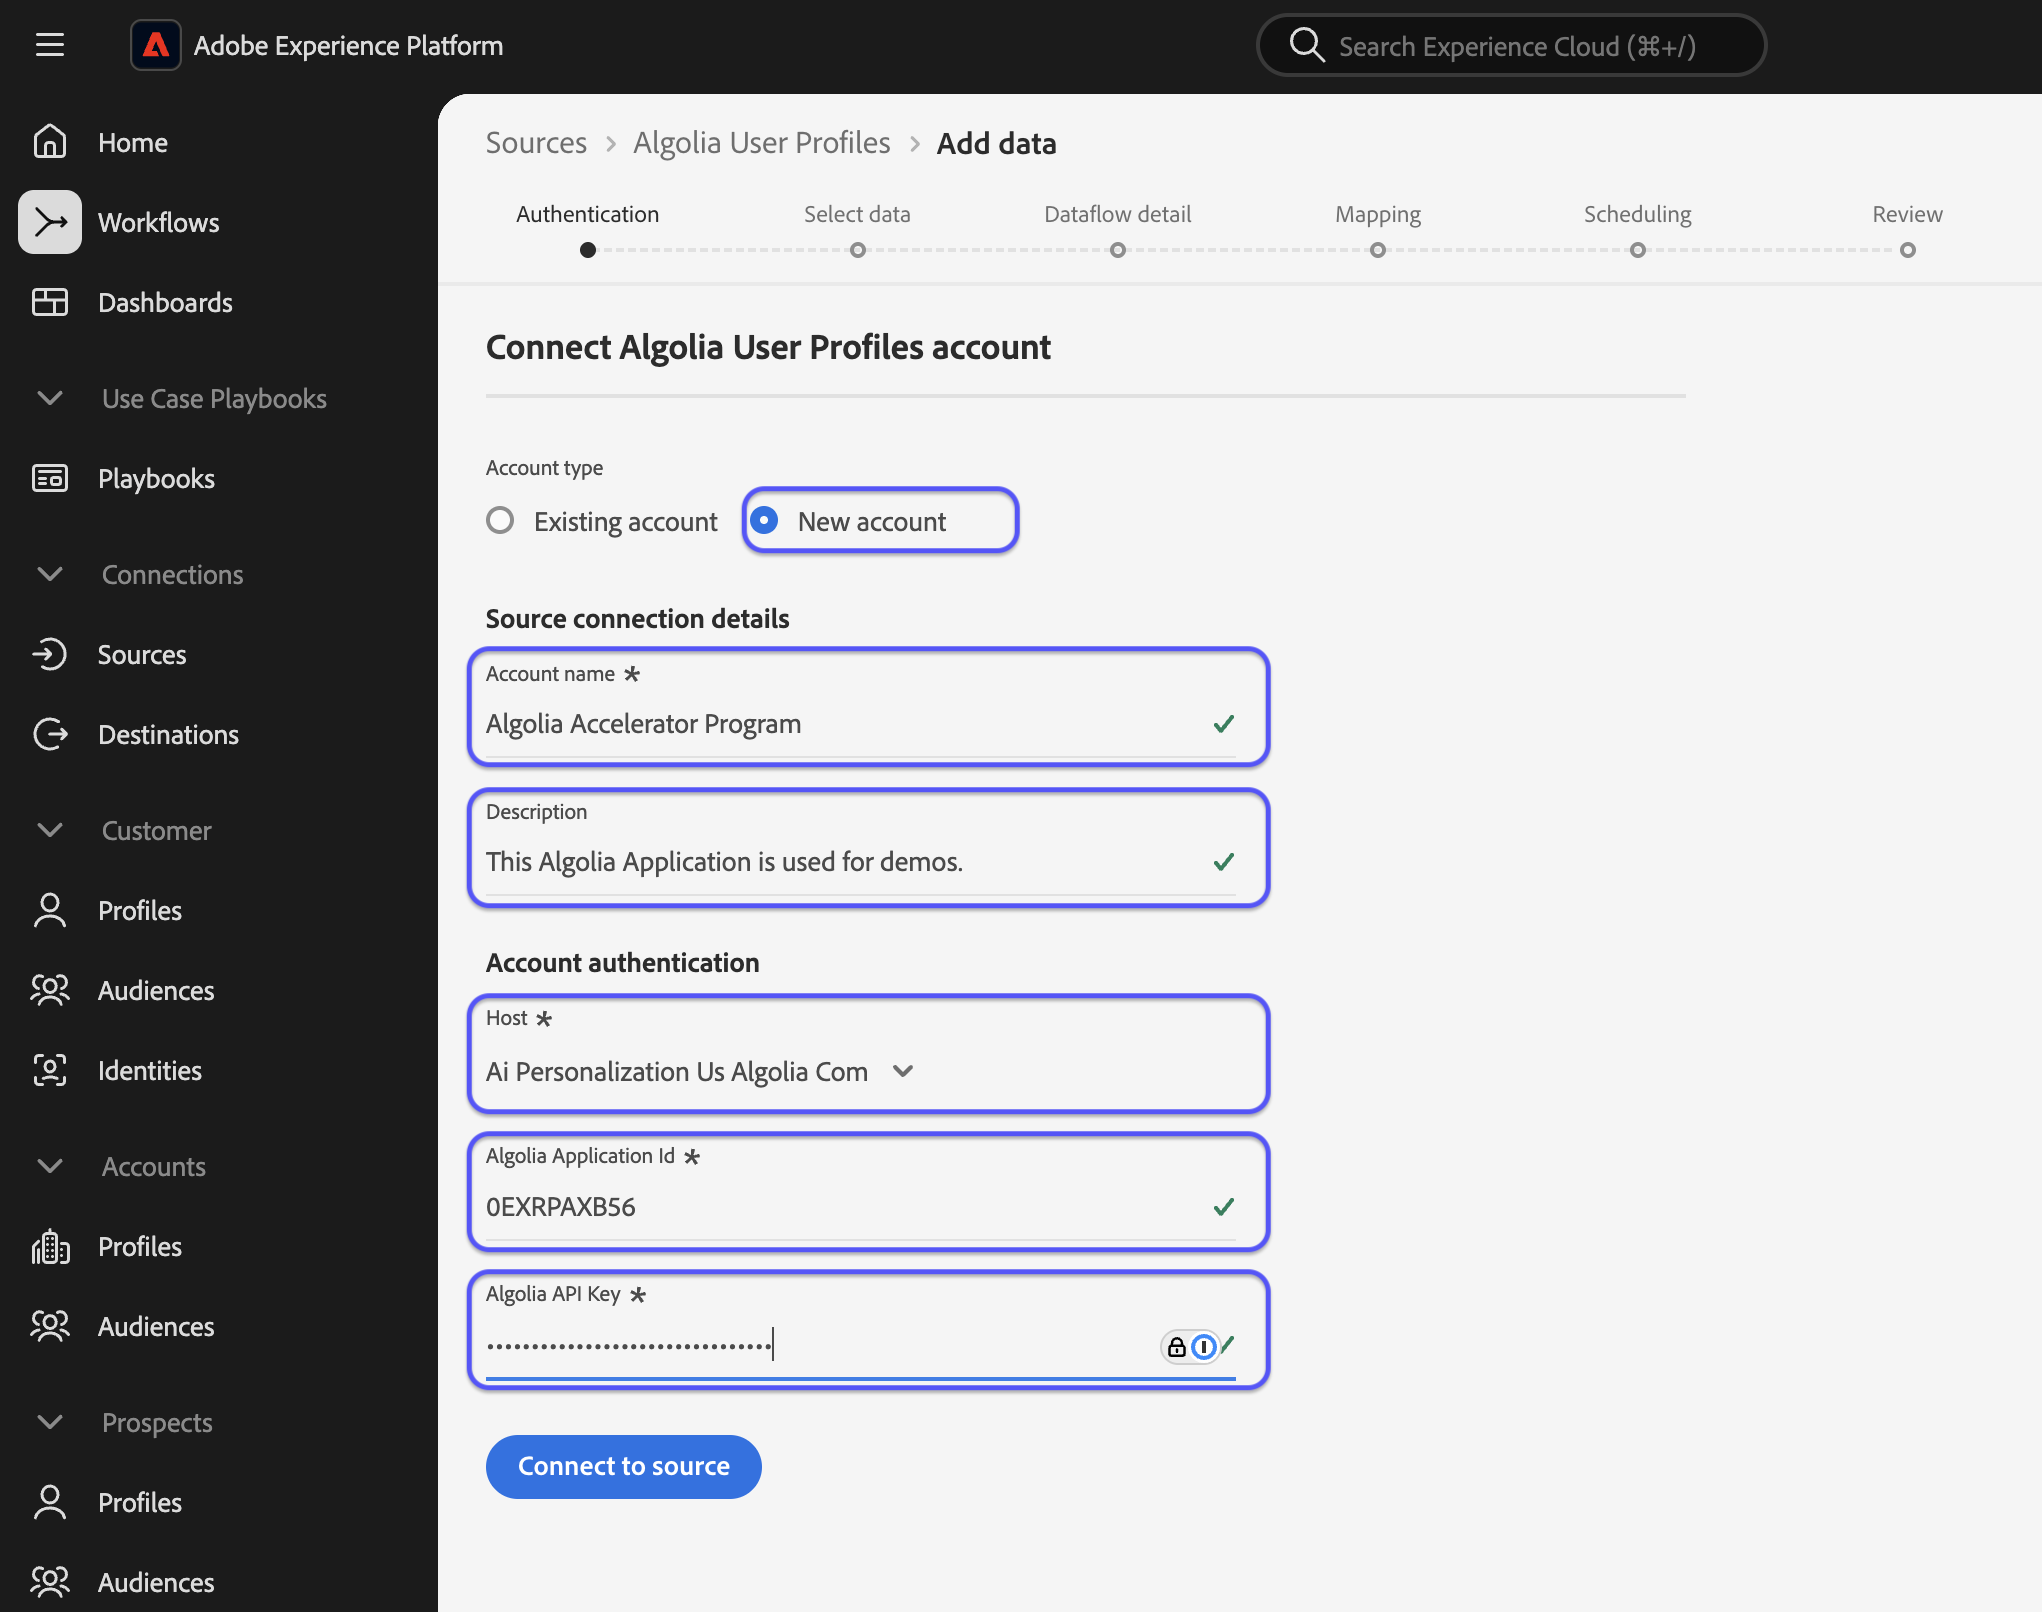 Adobe Experience Platform
Search Experience Cloud (⌘+/)
Home
Workflows
Dashboards
Use Case Playbooks
Playbooks
Connections
Sources
Destinations
Customer
Profiles
Audiences
Identities
Accounts
Profiles
Audiences
Prospects
Profiles
Audiences
Sources > Algolia User Profiles > Add data
Authentication Select data Dataflow detail Mapping Scheduling Review
Connect Algolia User Profiles account
Account type
Existing account New account
Source connection details
Account name *
Algolia Accelerator Program
Description
This Algolia Application is used for demos.
Account authentication
Host *
Ai Personalization Us Algolia Com
Algolia Application Id *
0EXRPAXB56
Algolia API Key *
••••••••••••••••••••••••••••••••
Connect to source